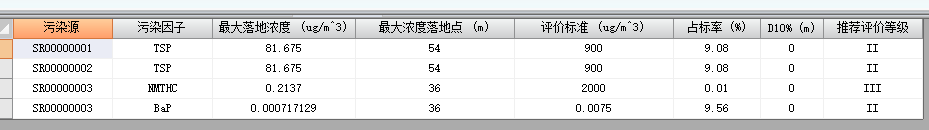 污染源 污染因子 最大落地浓度 (ug/m^3) 最大浓度落地点 (m) 评价标准 (ug/m^3) 占标率 (%) D10% (m) 推荐评价等级
SR00000001 TSP 81.675 54 900 9.08 0 II
SR00000002 TSP 81.675 54 900 9.08 0 II
SR00000003 NMTHC 0.2137 36 2000 0.01 0 III
SR00000003 BaP 0.000717129 36 0.0075 9.56 0 II